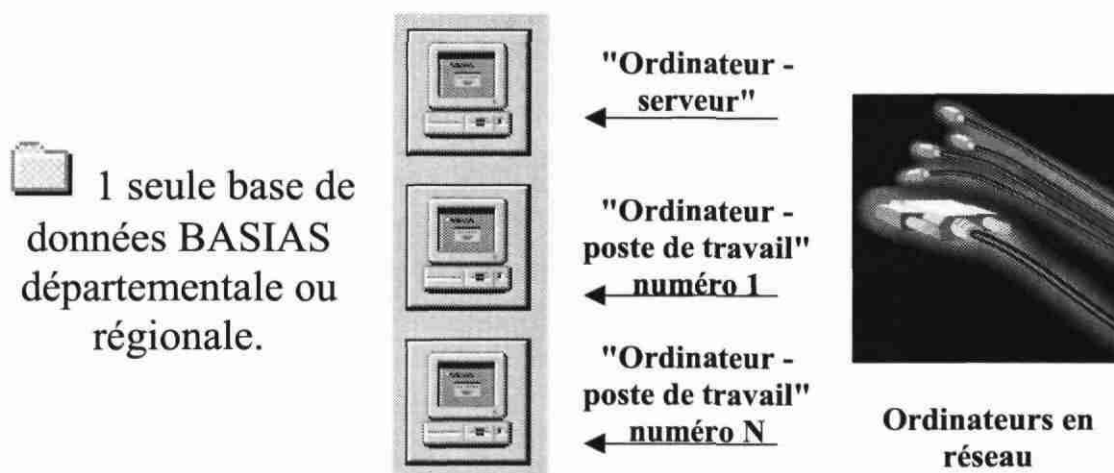 1 seule base de
données BASIAS
départementale ou
régionale.
"Ordinateur -
serveur"
"Ordinateur -
poste de travail"
numéro 1
"Ordinateur -
poste de travail"
numéro N
Ordinateurs en
réseau